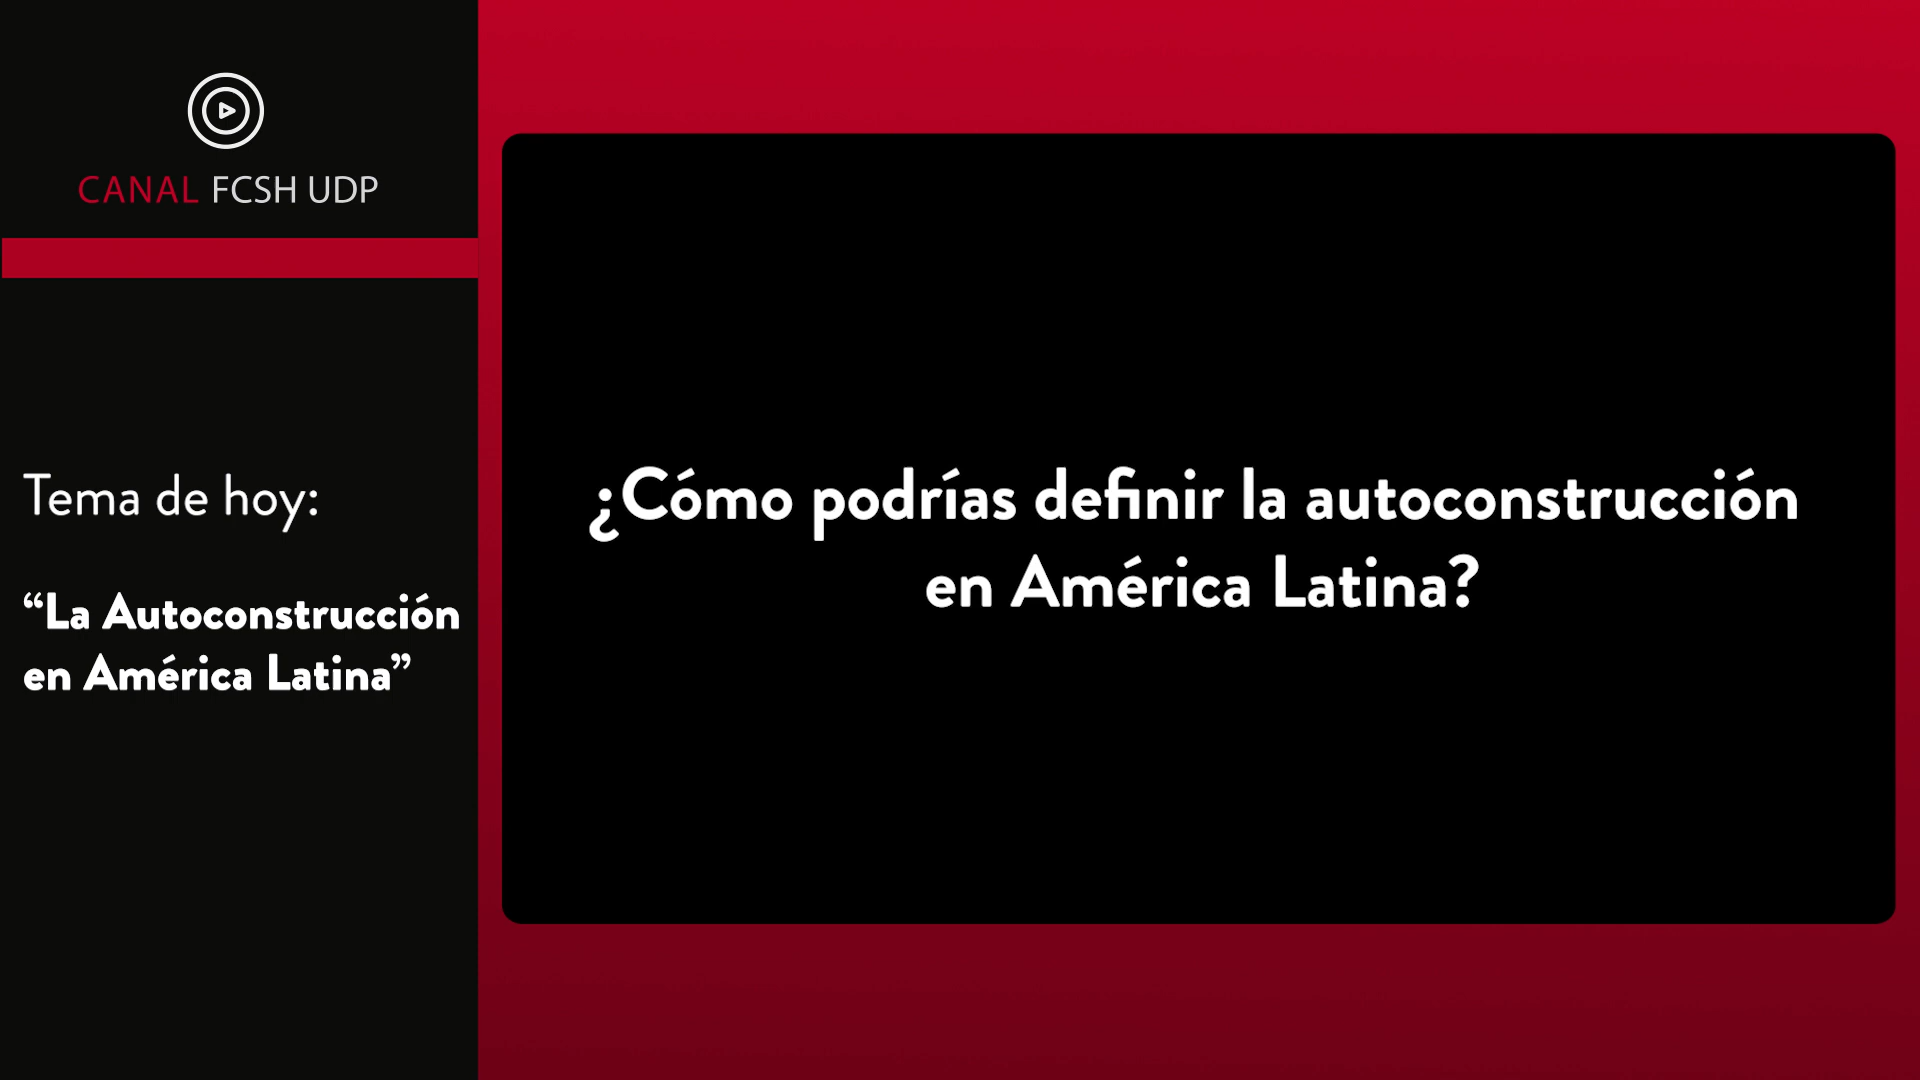 CANAL FCSH UDP
Tema de hoy:
“La Autoconstrucción
en América Latina”
¿Cómo podrías definir la autoconstrucción
en América Latina?